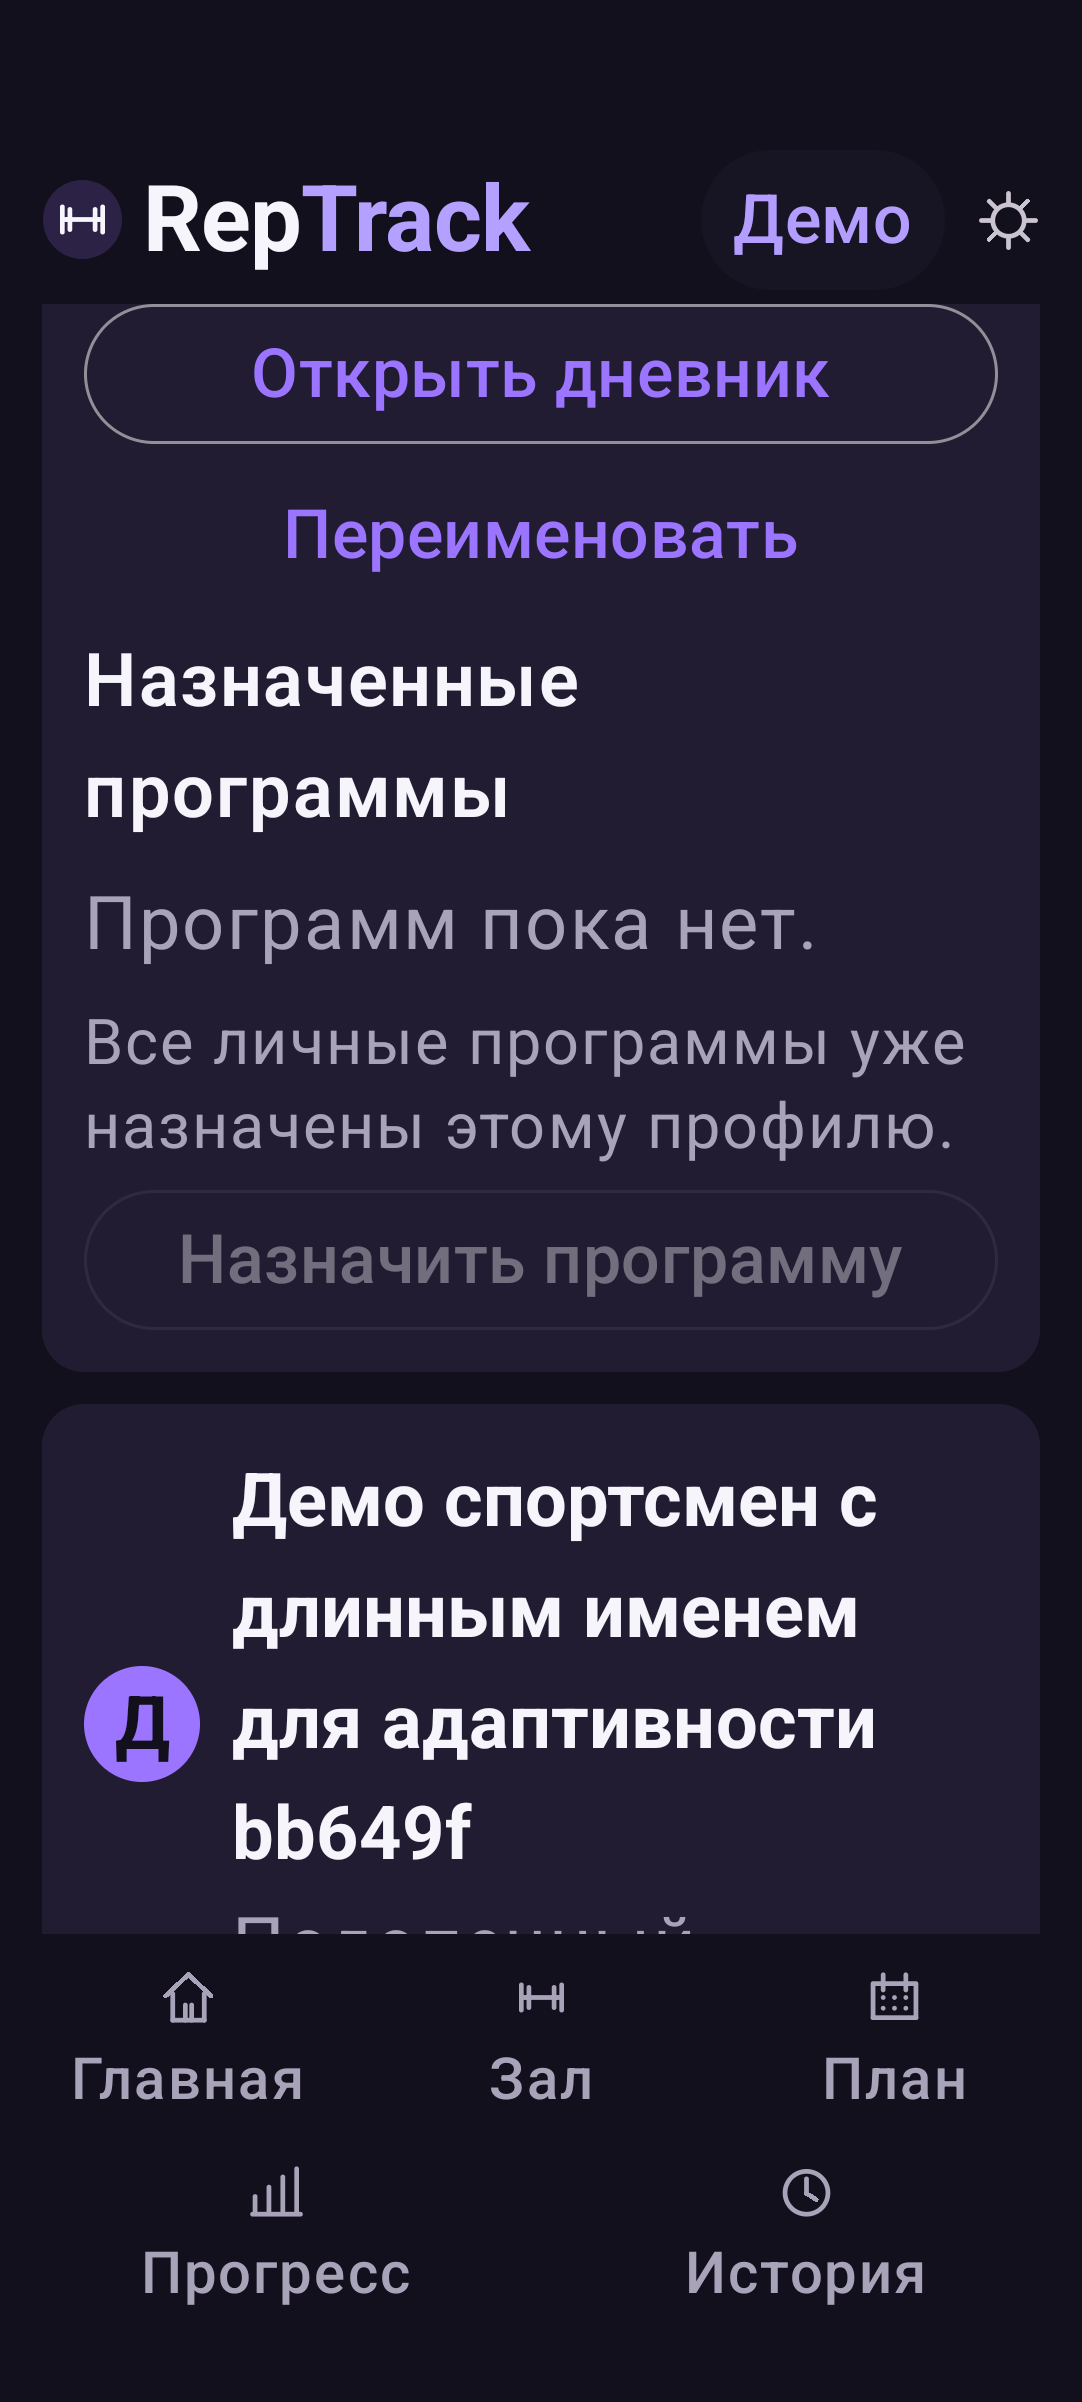 RepTrack
Демо
Открыть дневник
Переименовать
Назначенные
программы
Программ пока нет.
Все личные программы уже
назначены этому профилю.
Назначить программу
Д
Демо спортсмен с
длинным именем
для адаптивности
bb649f
Главная
Зал
План
Прогресс
История